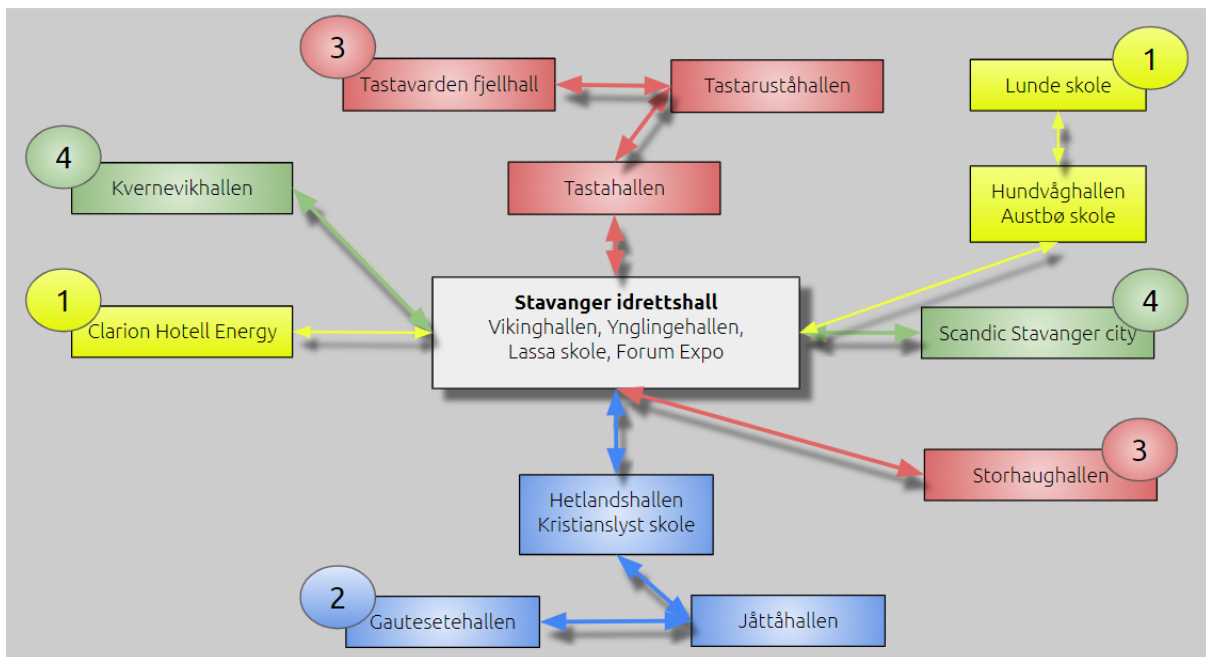 3
Tastavarden fjellhall
Tastaruståhallen
1
Lunde skole
4
Kvernevikhallen
Tastahallen
Hundvåghallen
Austbø skole
1
Clarion Hotell Energy
Stavanger idrettshall
Vikinghallen, Ynglingehallen,
Lassa skole, Forum Expo
4
Scandic Stavanger city
3
Storhaughallen
Hetlandshallen
Kristianslyst skole
2
Gautesetehallen
Jåttåhallen